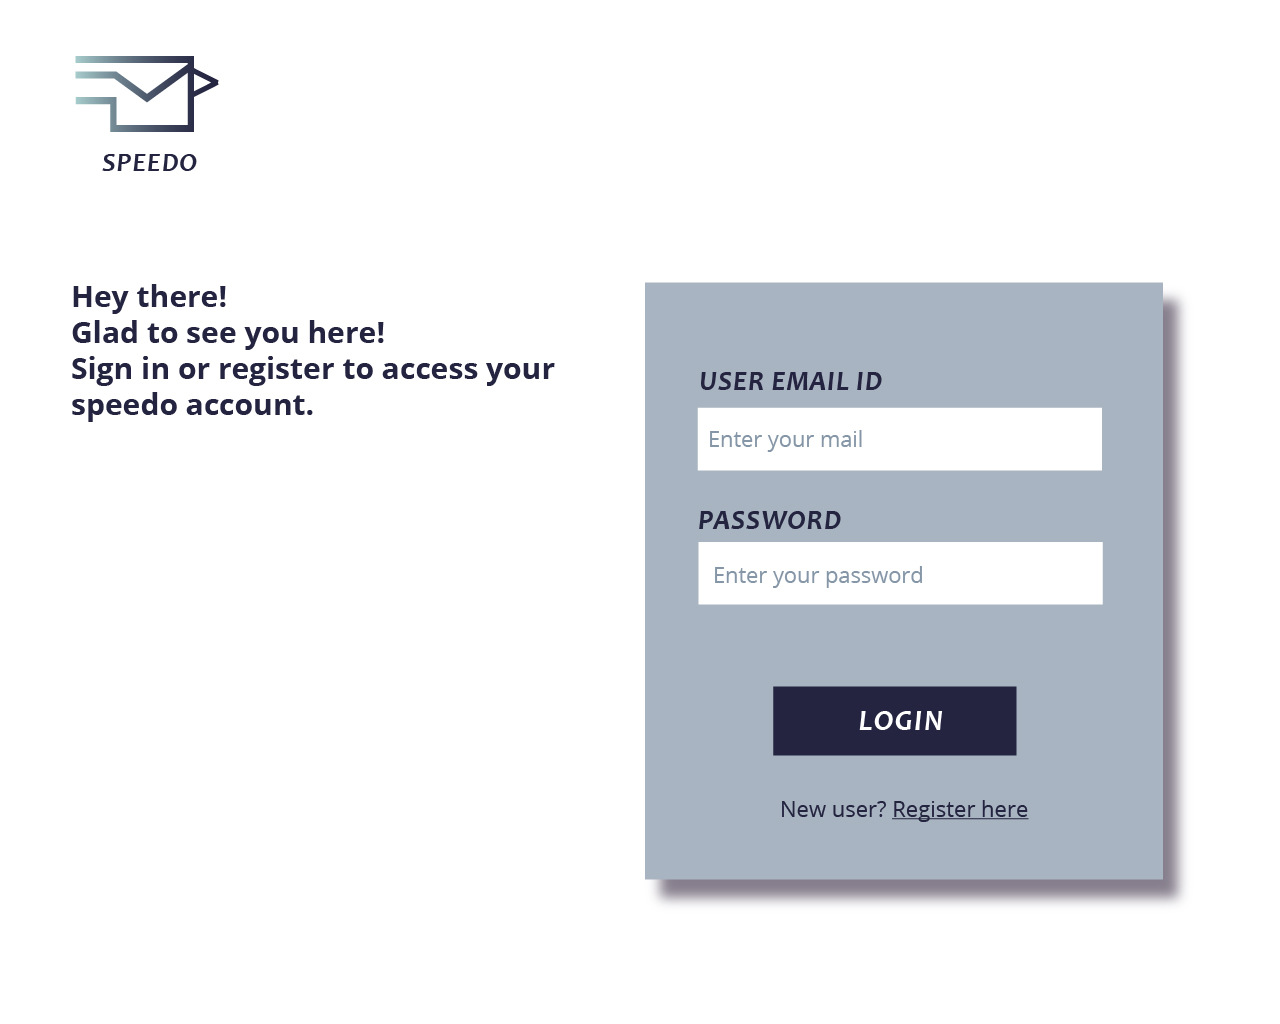 SPEEDO
Hey there!
Glad to see you here!
Sign in or register to access your
speedo account.
USER EMAIL ID
Enter your mail
PASSWORD
Enter your password
LOGIN
New user? Register here